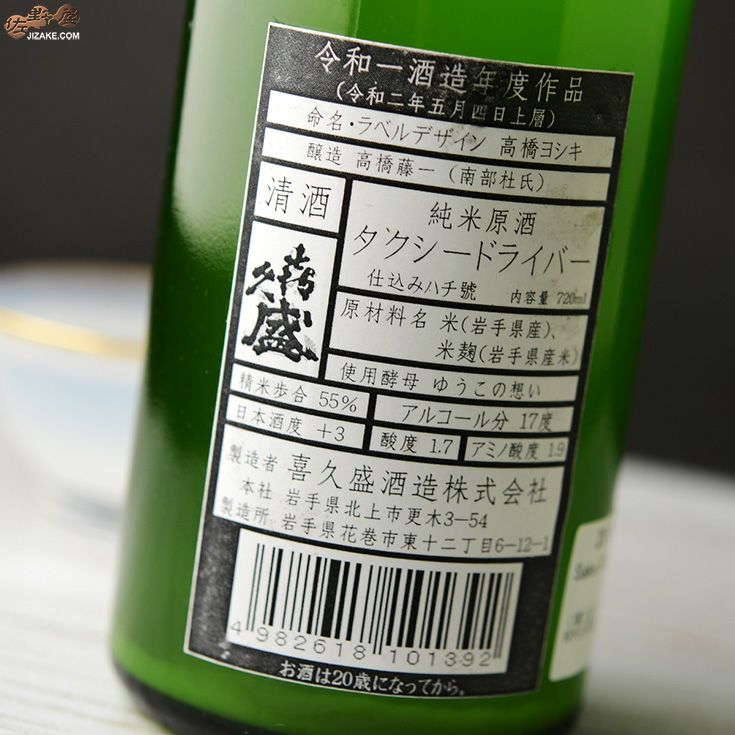 佐野屋
JIZAKE.COM
令和一酒造年度作品
(令和二年五月四日上層)
命名・ラベルデザイン 高橋ヨシキ
醸造 高橋藤一(南部杜氏)
清酒
喜久盛
純米原酒
タクシードライバー
仕込みハチ號 内容量 720ml
原材料名 米(岩手県産)、
米麹(岩手県産米)
使用酵母 ゆうこの想い
精米歩合 55%
アルコール分 17度
日本酒度 +3
酸度 1.7
アミノ酸度 1.9
製造者 喜久盛酒造株式会社
本社 岩手県北上市更木3-54
製造所 岩手県花巻市東十二丁目6-12-1
4 982618 101392
お酒は20歳になってから。